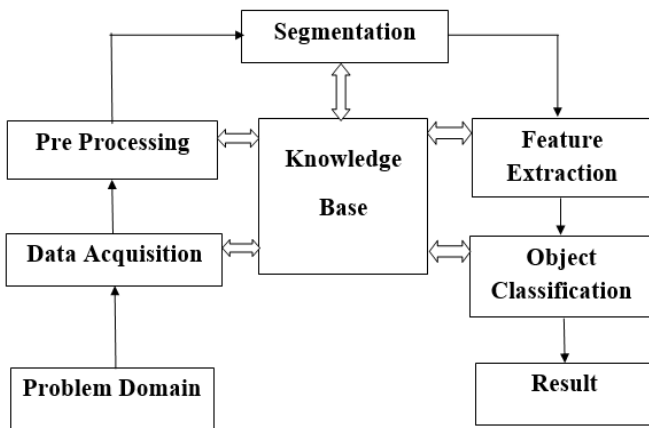 Segmentation
Pre Processing
Knowledge
Base
Feature
Extraction
Data Acquisition
Object
Classification
Problem Domain
Result